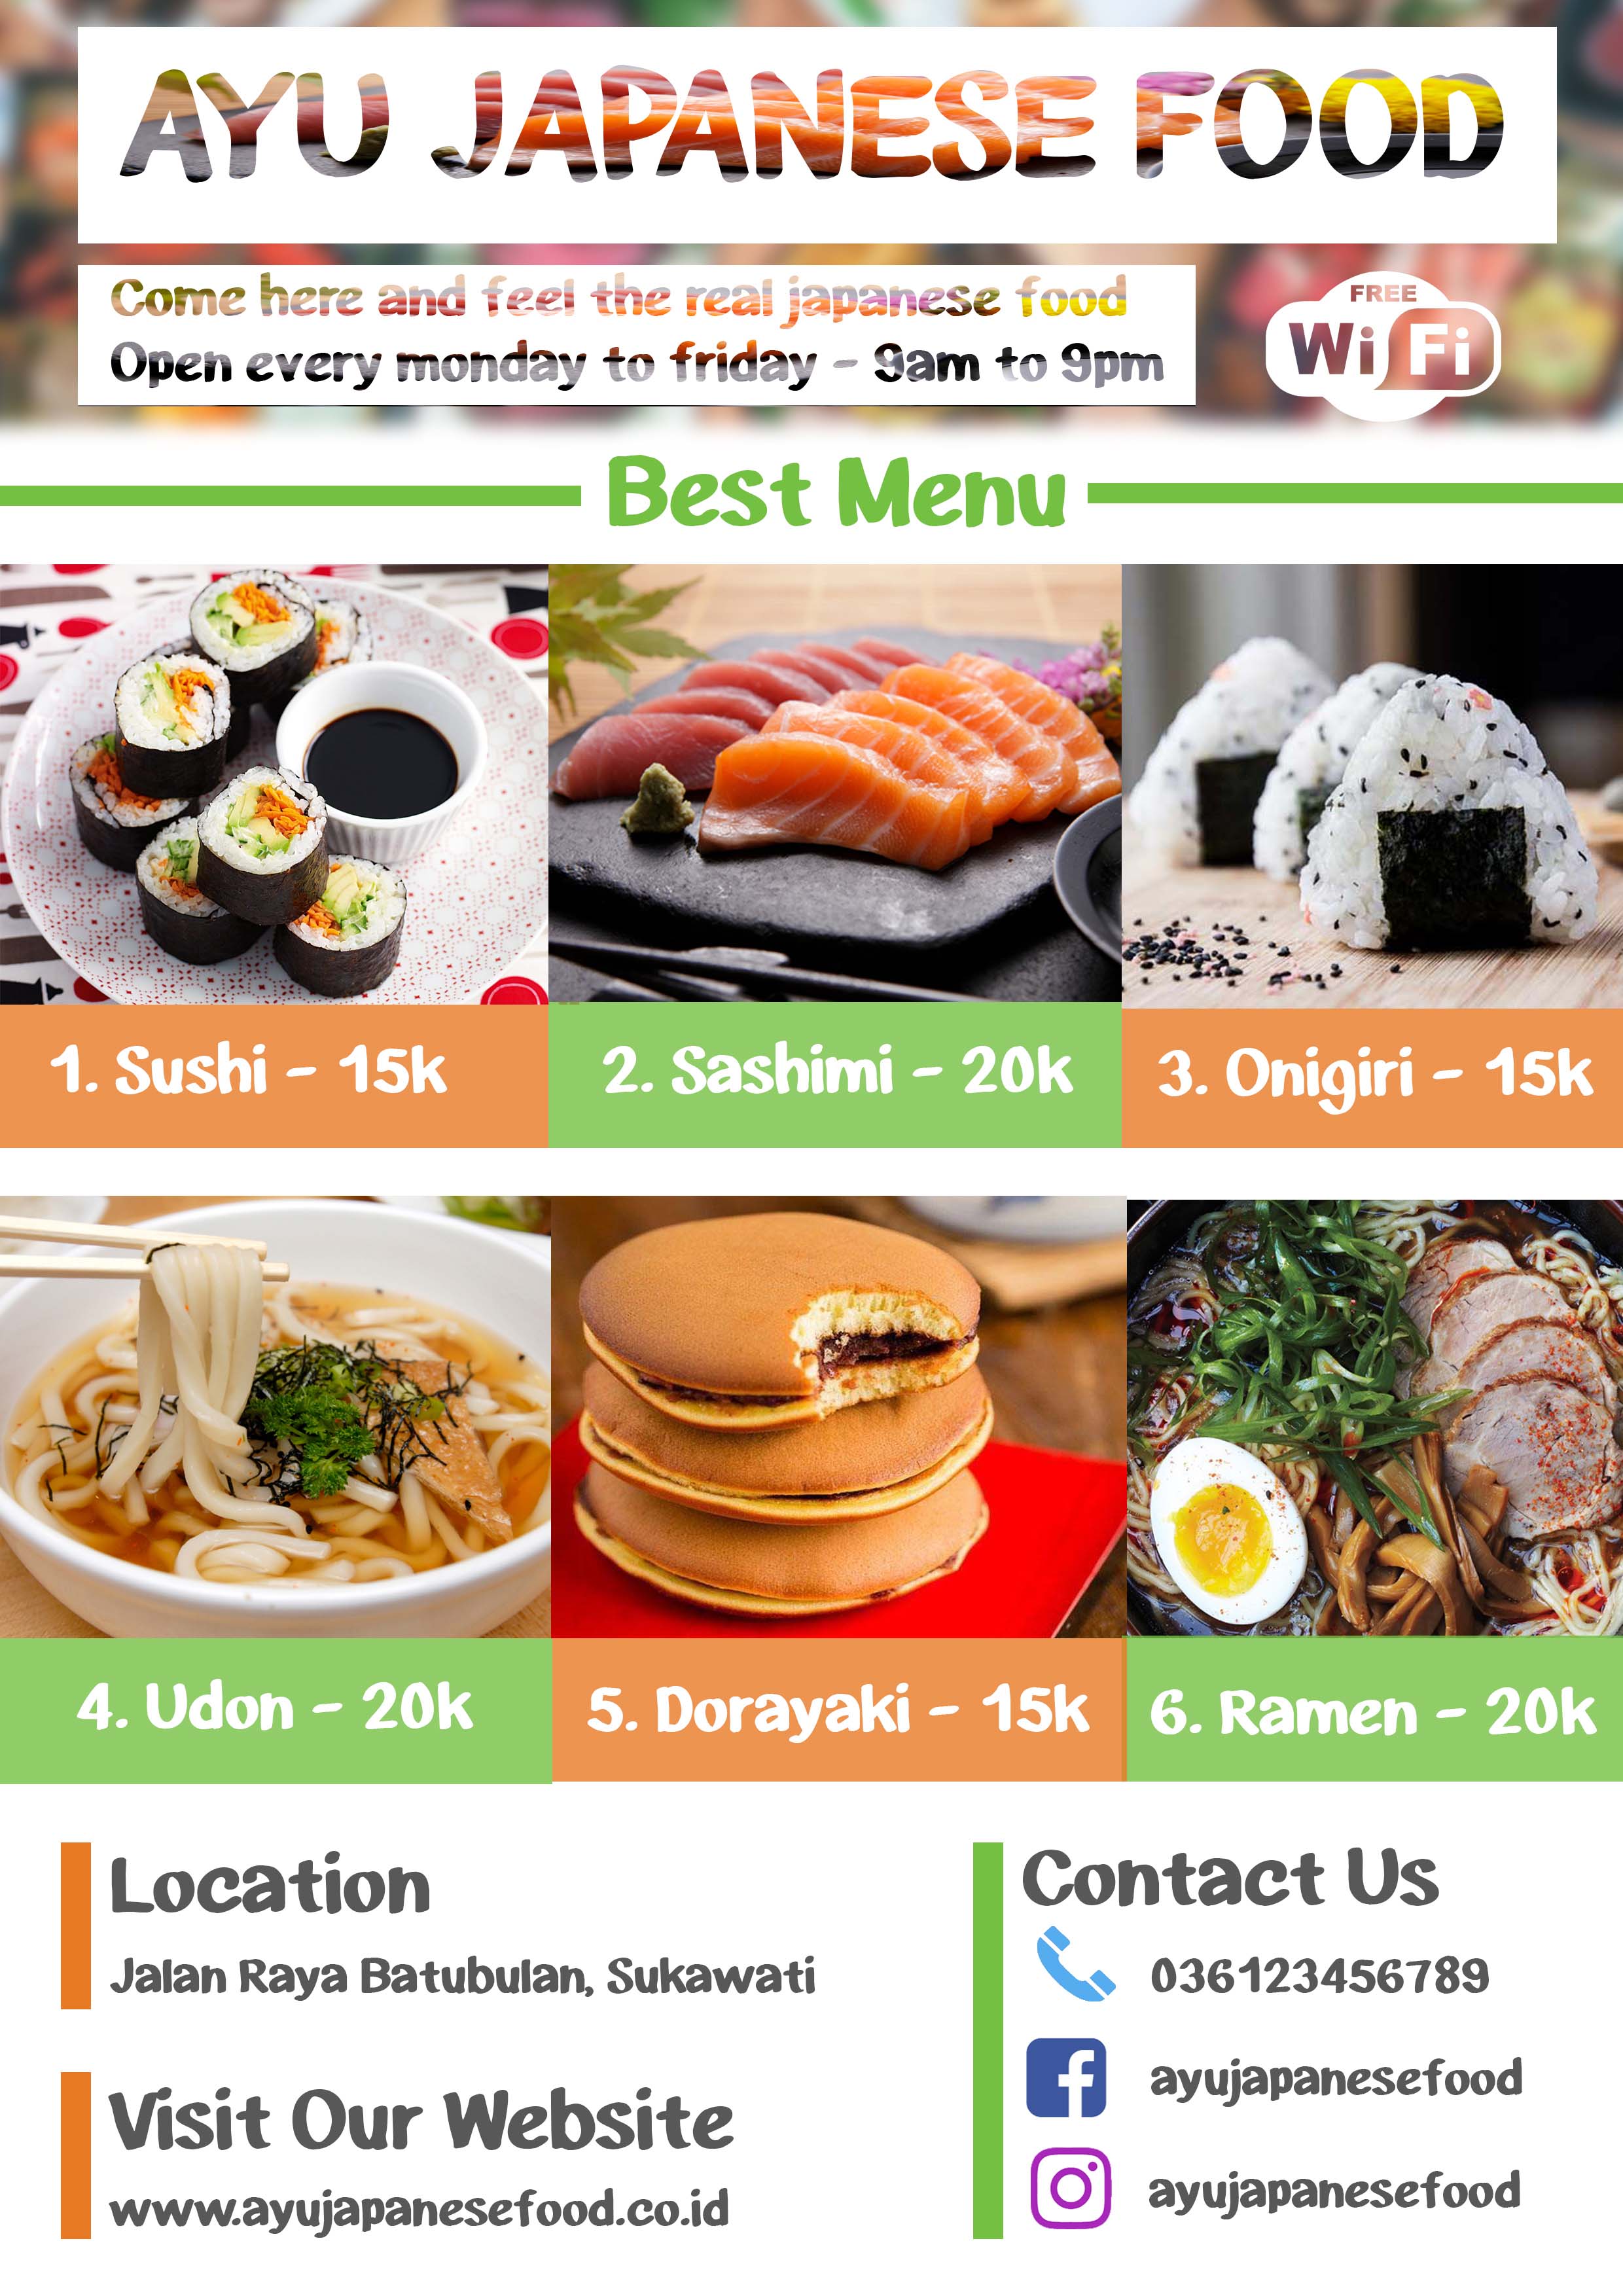 AYU JAPANESE FOOD
Come here and feel the real japanese food
Open every monday to friday - 9am to 9pm
FREE
Wi Fi
Best Menu
1. Sushi - 15k
2. Sashimi - 20k
3. Onigiri - 15k
4. Udon - 20k
5. Dorayaki - 15k
6. Ramen - 20k
Location
Jalan Raya Batubulan, Sukawati
Visit Our Website
www.ayujapanesefood.co.id
Contact Us
036123456789
ayujapanesefood
ayujapanesefood